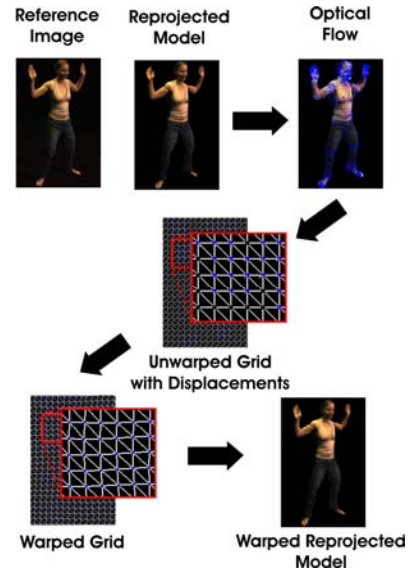 Reference
Image
Reprojected
Model
Optical
Flow
Unwarped Grid
with Displacements
Warped Grid
Warped Reprojected
Model